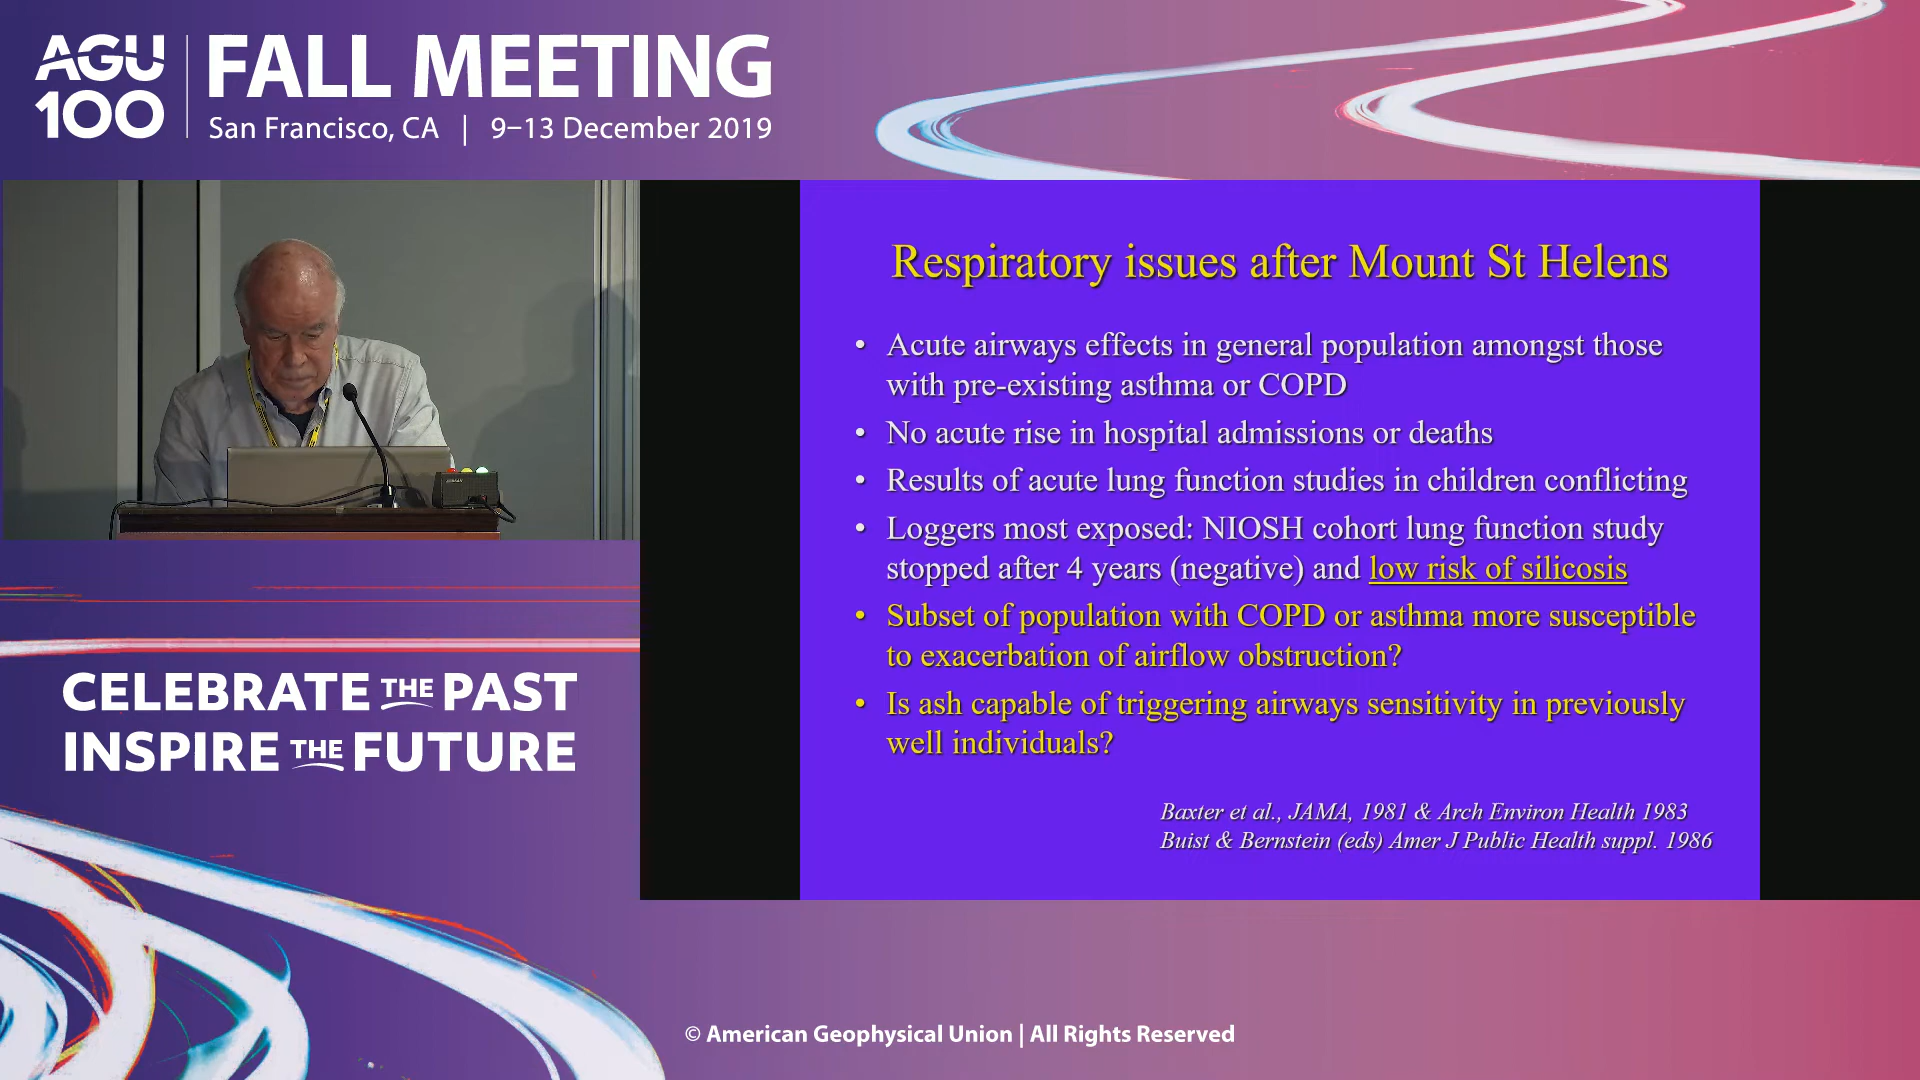 AGU
100
FALL MEETING
San Francisco, CA | 9–13 December 2019
Respiratory issues after Mount St Helens
• Acute airways effects in general population amongst those
with pre-existing asthma or COPD
• No acute rise in hospital admissions or deaths
• Results of acute lung function studies in children conflicting
• Loggers most exposed: NIOSH cohort lung function study
stopped after 4 years (negative) and low risk of silicosis
• Subset of population with COPD or asthma more susceptible
to exacerbation of airflow obstruction?
• Is ash capable of triggering airways sensitivity in previously
well individuals?
Baxter et al., JAMA, 1981 & Arch Environ Health 1983
Buist & Bernstein (eds) Amer J Public Health suppl. 1986
CELEBRATE THE PAST
INSPIRE THE FUTURE
© American Geophysical Union | All Rights Reserved